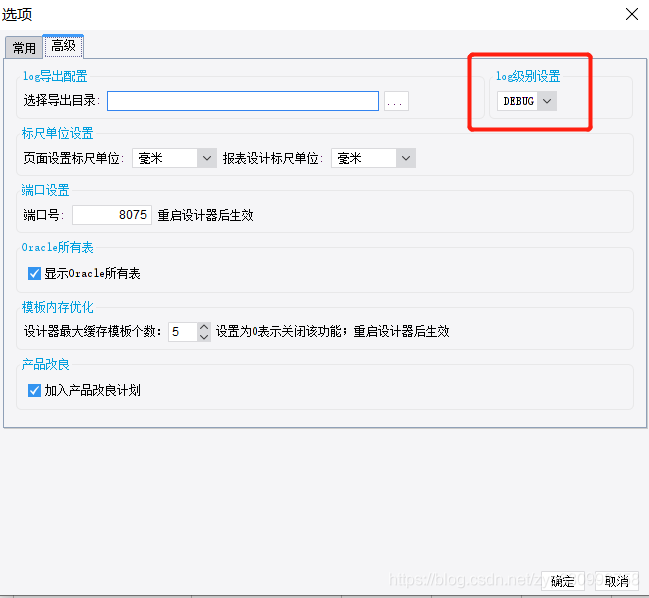 选项
常用 高级
log导出配置 log级别设置
选择导出目录: ... DEBUG
标尺单位设置
页面设置标尺单位: 毫米 报表设计标尺单位: 毫米
端口设置
端口号: 8075 重启设计器后生效
Oracle所有表
显示Oracle所有表
模板内存优化
设计器最大缓存模板个数: 5 设置为0表示关闭该功能;重启设计器后生效
产品改良
加入产品改良计划
确定 取消